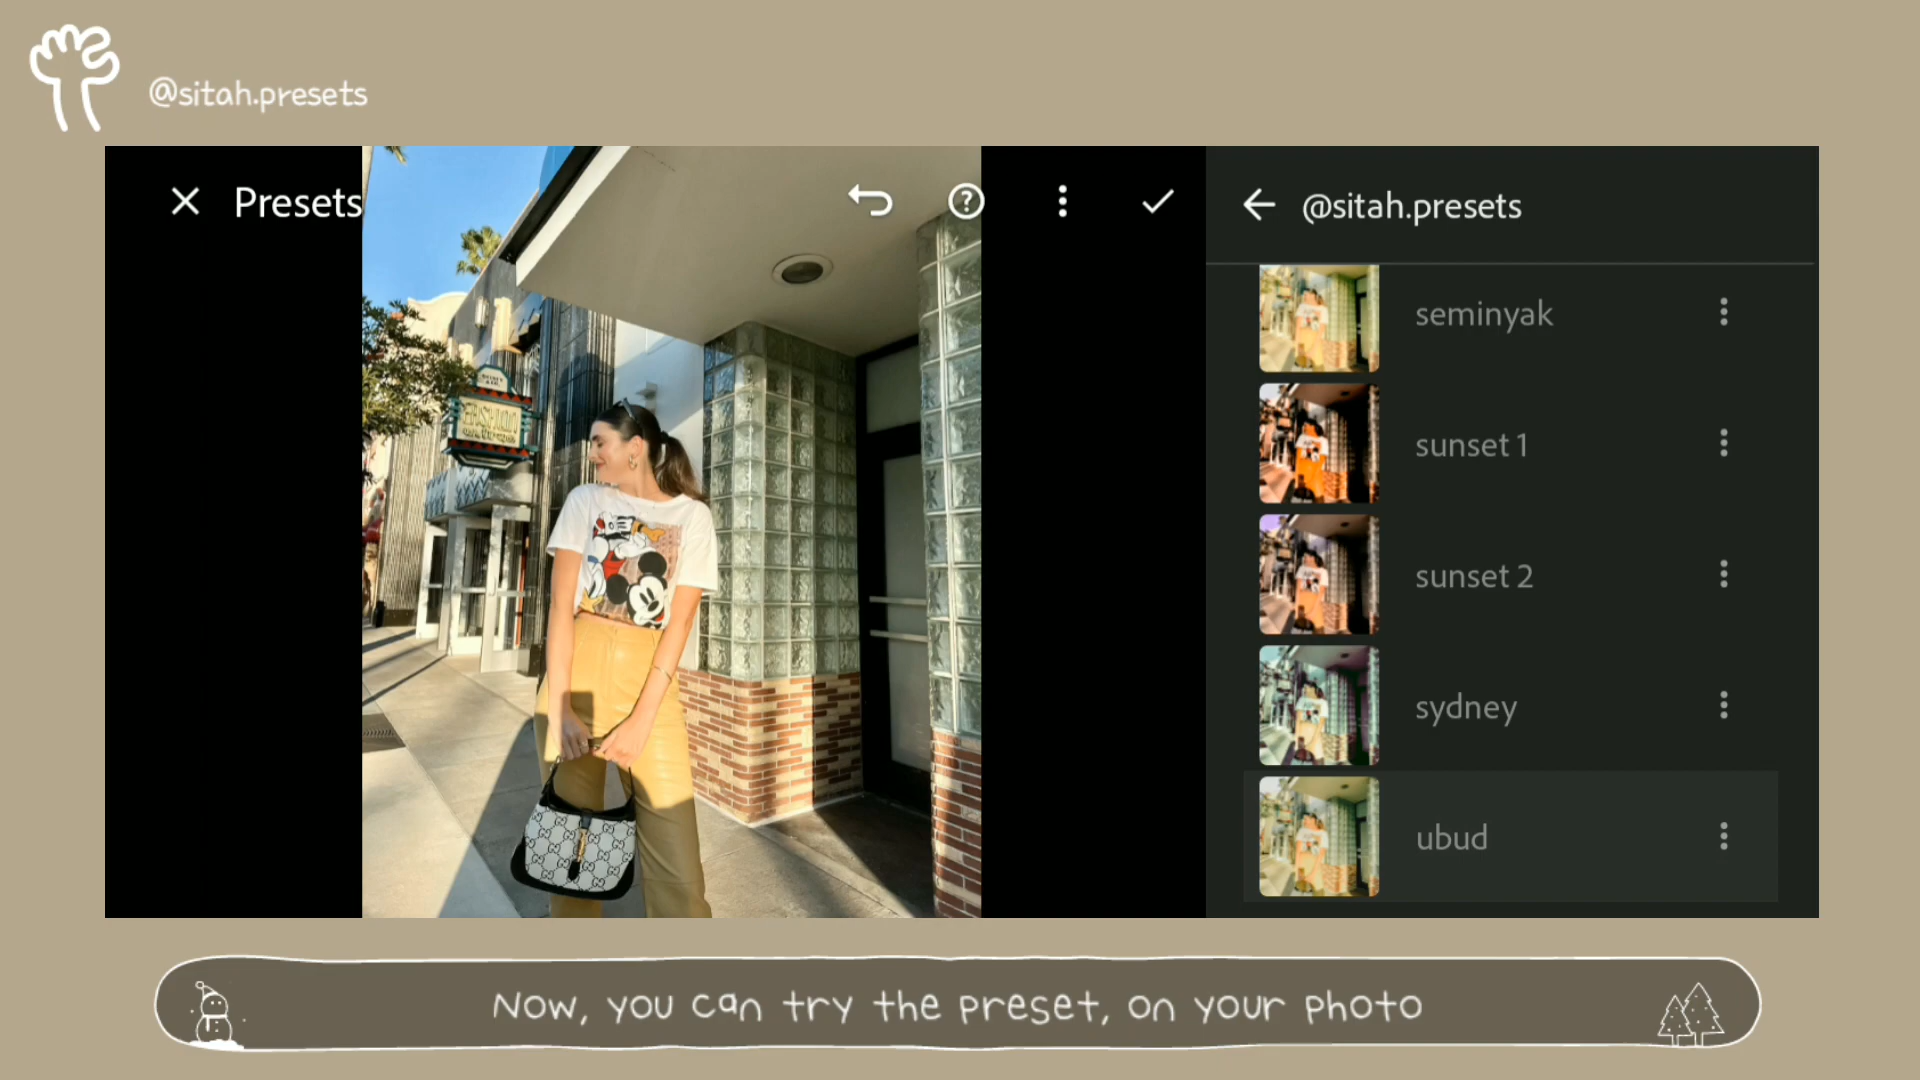 @sitah.presets
Presets
@sitah.presets
seminyak
sunset 1
sunset 2
sydney
ubud
FASHION
Now, you can try the preset, on your photo